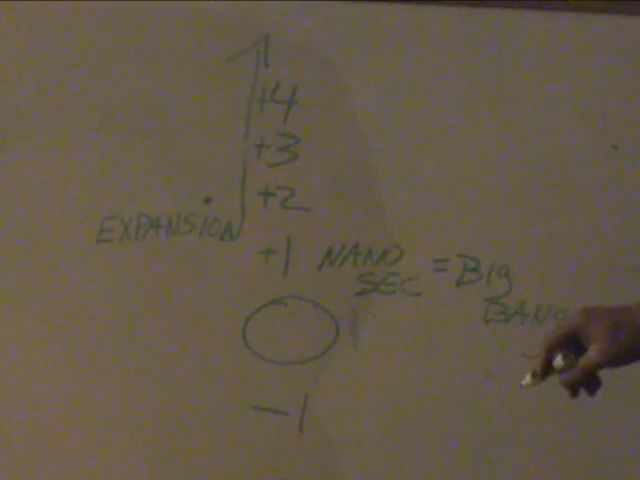 +4
+3
+2
EXPANSION
+1 NANO SEC = BIg BANG
-1